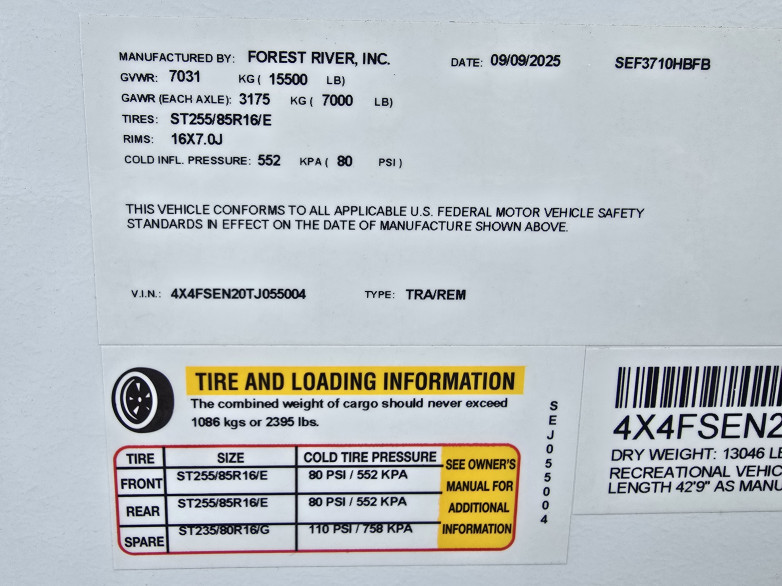 MANUFACTURED BY: FOREST RIVER, INC. DATE: 09/09/2025 SEF3710HBFB
GVWR: 7031 KG ( 15500 LB)
GAWR (EACH AXLE): 3175 KG ( 7000 LB)
TIRES: ST255/85R16/E
RIMS: 16X7.0J
COLD INFL. PRESSURE: 552 KPA ( 80 PSI )
THIS VEHICLE CONFORMS TO ALL APPLICABLE U.S. FEDERAL MOTOR VEHICLE SAFETY
STANDARDS IN EFFECT ON THE DATE OF MANUFACTURE SHOWN ABOVE.
V.I.N.: 4X4FSEN20TJ055004 TYPE: TRA/REM
TIRE AND LOADING INFORMATION
The combined weight of cargo should never exceed
1086 kgs or 2395 lbs.
TIRE SIZE COLD TIRE PRESSURE
FRONT ST255/85R16/E 80 PSI / 552 KPA
REAR ST255/85R16/E 80 PSI / 552 KPA
SPARE ST235/80R16/G 110 PSI / 758 KPA
SEE OWNER'S
MANUAL FOR
ADDITIONAL
INFORMATION
SEJ055004
4X4FSEN2
DRY WEIGHT: 13046 L
RECREATIONAL VEHIC
LENGTH 42'9" AS MANU